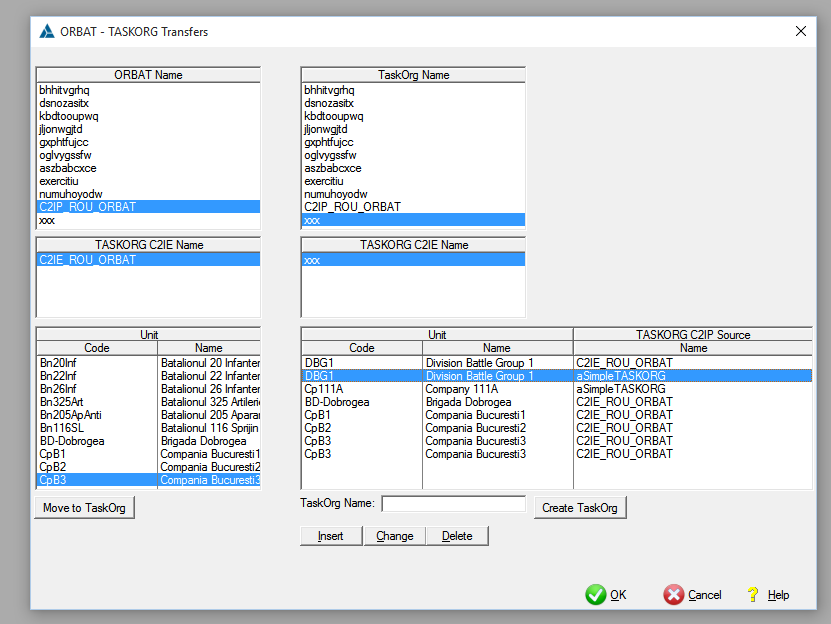 ORBAT - TASKORG Transfers
ORBAT Name
bhhitvgrhq
dsnozasitx
kbdtooupwq
jljonwgjtd
gxphtfujcc
oglvygssfw
aszbabcxce
exercitiu
numuhoyodw
C2IP_ROU_ORBAT
xxx
TaskOrg Name
bhhitvgrhq
dsnozasitx
kbdtooupwq
jljonwgjtd
gxphtfujcc
oglvygssfw
aszbabcxce
exercitiu
numuhoyodw
C2IP_ROU_ORBAT
xxx
TASKORG C2IE Name
C2IE_ROU_ORBAT
TASKORG C2IE Name
xxx
Unit
Code Name
Bn20Inf Batalionul 20 Infanter
Bn22Inf Batalionul 22 Infanter
Bn26Inf Batalionul 26 Infanter
Bn325Art Batalionul 325 Artileri
Bn205ApAnti Batalionul 205 Aparar
Bn116SL Batalionul 116 Sprijin
BD-Dobrogea Brigada Dobrogea
CpB1 Compania Bucuresti1
CpB2 Compania Bucuresti2
CpB3 Compania Bucuresti3
Move to TaskOrg
Unit TASKORG C2IP Source
Code Name Name
DBG1 Division Battle Group 1 C2IE_ROU_ORBAT
DBG1 Division Battle Group 1 aSimpleTASKORG
Cp111A Company 111A aSimpleTASKORG
BD-Dobrogea Brigada Dobrogea C2IE_ROU_ORBAT
CpB1 Compania Bucuresti1 C2IE_ROU_ORBAT
CpB2 Compania Bucuresti2 C2IE_ROU_ORBAT
CpB3 Compania Bucuresti3 C2IE_ROU_ORBAT
CpB3 Compania Bucuresti3 C2IE_ROU_ORBAT
TaskOrg Name: Create TaskOrg
Insert Change Delete
OK Cancel ? Help